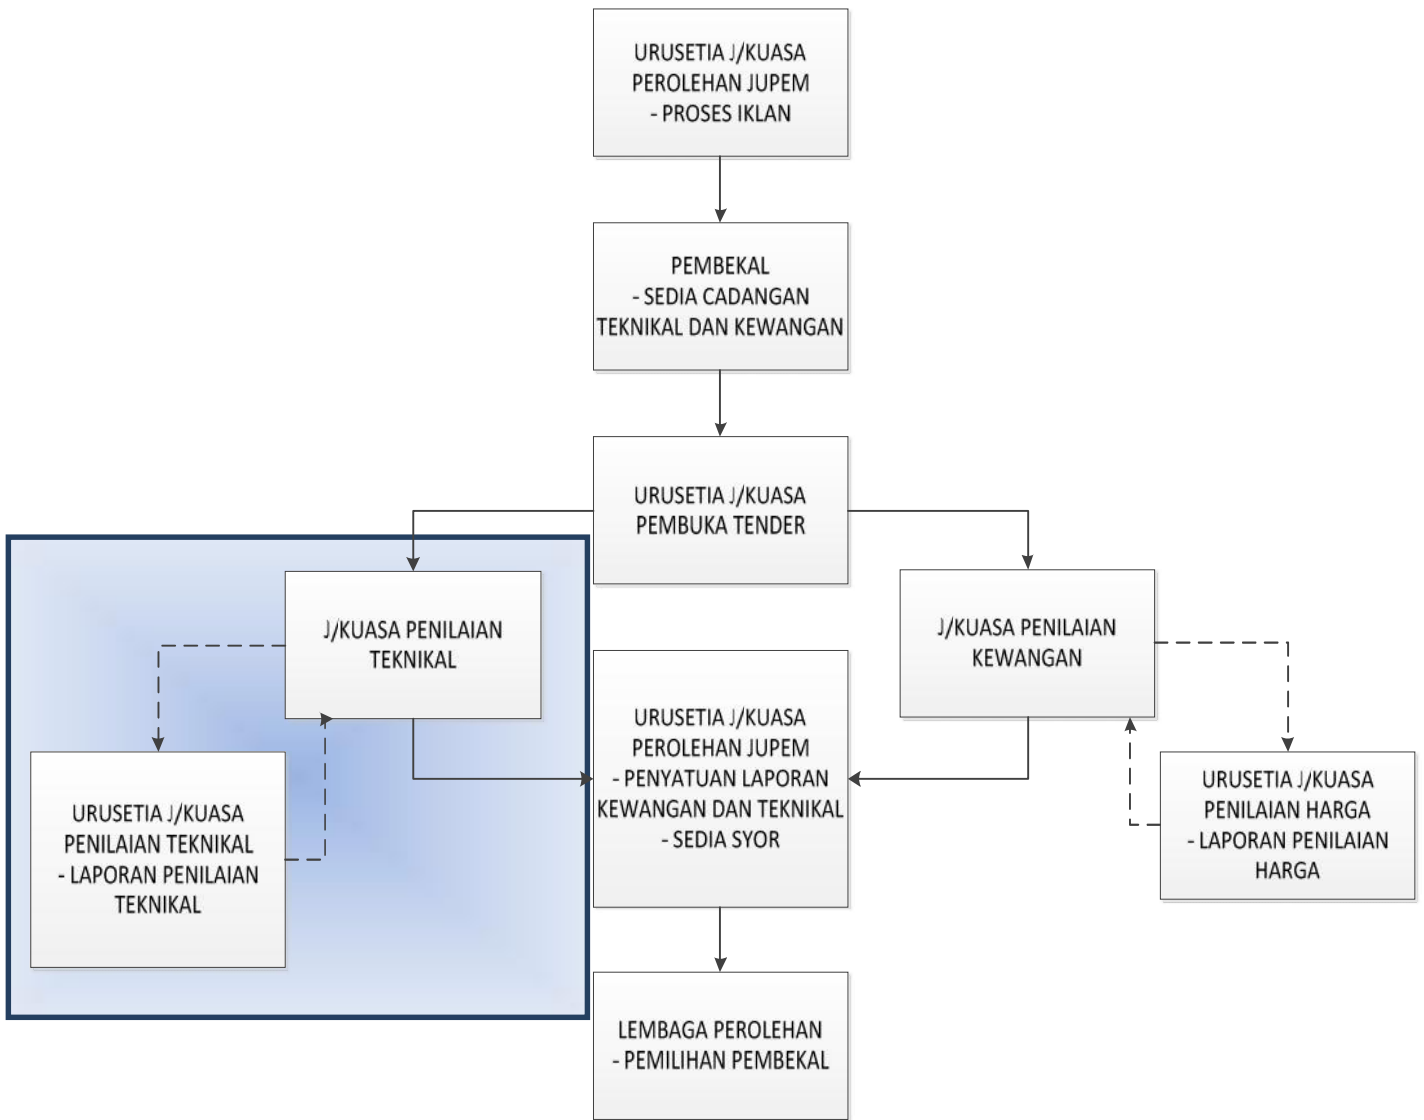 URUSETIA J/KUASA
PEROLEHAN JUPEM
- PROSES IKLAN
PEMBEKAL
- SEDIA CADANGAN
TEKNIKAL DAN KEWANGAN
URUSETIA J/KUASA
PEMBUKA TENDER
J/KUASA PENILAIAN
TEKNIKAL
J/KUASA PENILAIAN
KEWANGAN
URUSETIA J/KUASA
PENILAIAN TEKNIKAL
- LAPORAN PENILAIAN
TEKNIKAL
URUSETIA J/KUASA
PEROLEHAN JUPEM
- PENYATUAN LAPORAN
KEWANGAN DAN TEKNIKAL
- SEDIA SYOR
URUSETIA J/KUASA
PENILAIAN HARGA
- LAPORAN PENILAIAN
HARGA
LEMBAGA PEROLEHAN
- PEMILIHAN PEMBEKAL